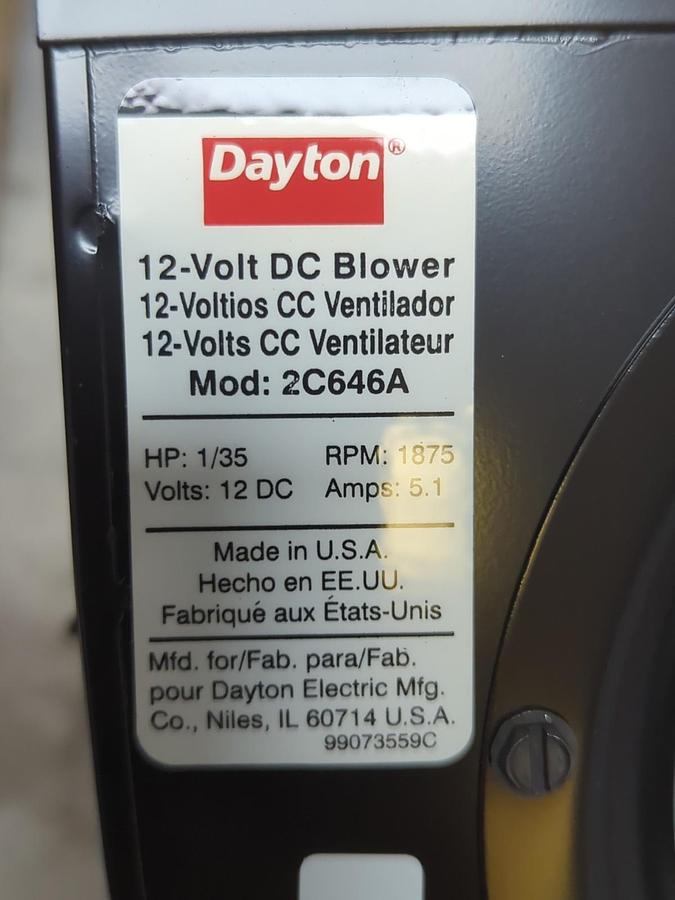 Dayton®
12-Volt DC Blower
12-Voltios CC Ventilador
12-Volts CC Ventilateur
Mod: 2C646A
HP: 1/35 RPM: 1875
Volts: 12 DC Amps: 5.1
Made in U.S.A.
Hecho en EE.UU.
Fabriqué aux États-Unis
Mfd. for/Fab. para/Fab.
pour Dayton Electric Mfg.
Co., Niles, IL 60714 U.S.A.
99073559C